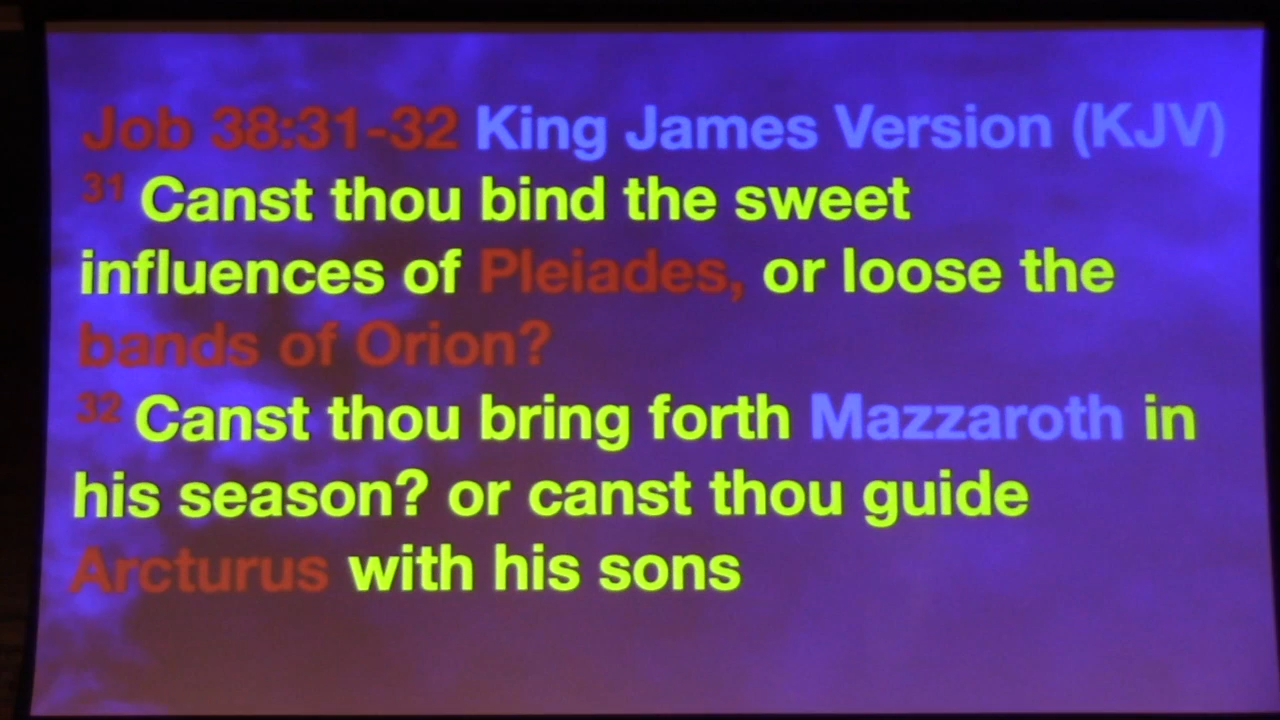 Job 38:31-32 King James Version (KJV)
31 Canst thou bind the sweet
influences of Pleiades, or loose the
bands of Orion?
32 Canst thou bring forth Mazzaroth in
his season? or canst thou guide
Arcturus with his sons